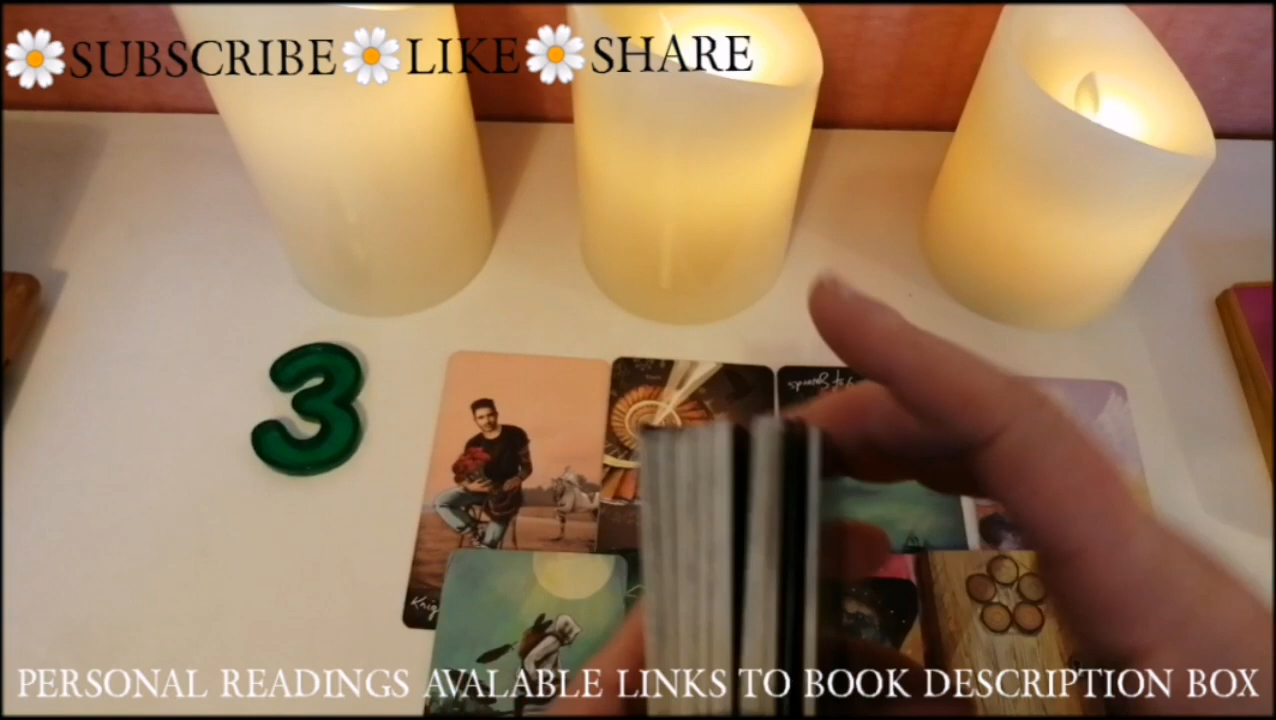 🌼SUBSCRIBE🌼LIKE🌼SHARE
3
PERSONAL READINGS AVALABLE LINKS TO BOOK DESCRIPTION BOX